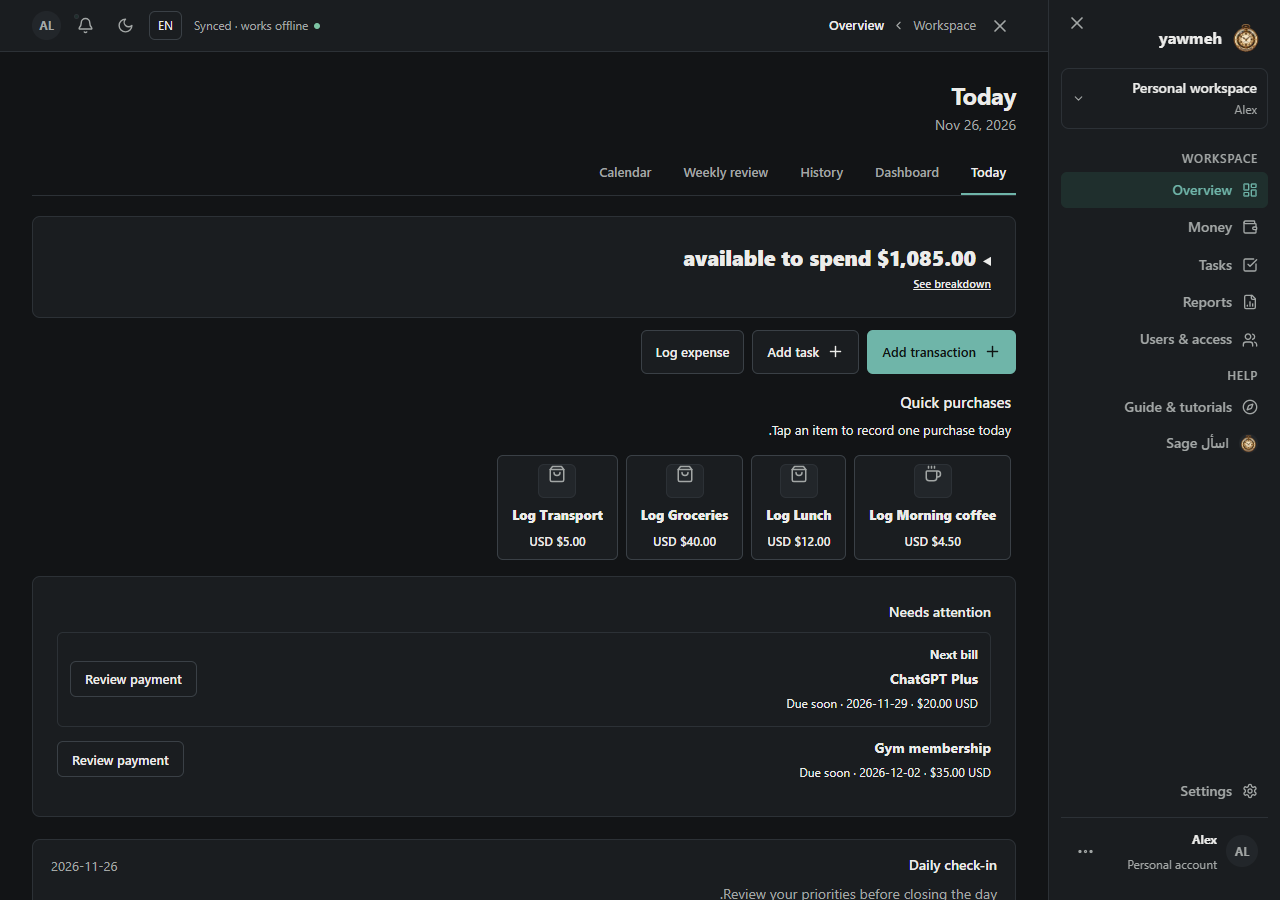 AL
EN
Synced · works offline
Overview
Workspace
Today
Nov 26, 2026
Calendar
Weekly review
History
Dashboard
Today
available to spend $1,085.00
See breakdown
Log expense
Add task
Add transaction
Quick purchases
.Tap an item to record one purchase today
Log Transport
USD $5.00
Log Groceries
USD $40.00
Log Lunch
USD $12.00
Log Morning coffee
USD $4.50
Needs attention
Next bill
ChatGPT Plus
Due soon · 2026-11-29 · $20.00 USD
Review payment
Gym membership
Due soon · 2026-12-02 · $35.00 USD
Review payment
Daily check-in
2026-11-26
.Review your priorities before closing the day
yawmeh
Personal workspace
Alex
WORKSPACE
Overview
Money
Tasks
Reports
Users & access
HELP
Guide & tutorials
اسأل Sage
Settings
Alex
Personal account
AL